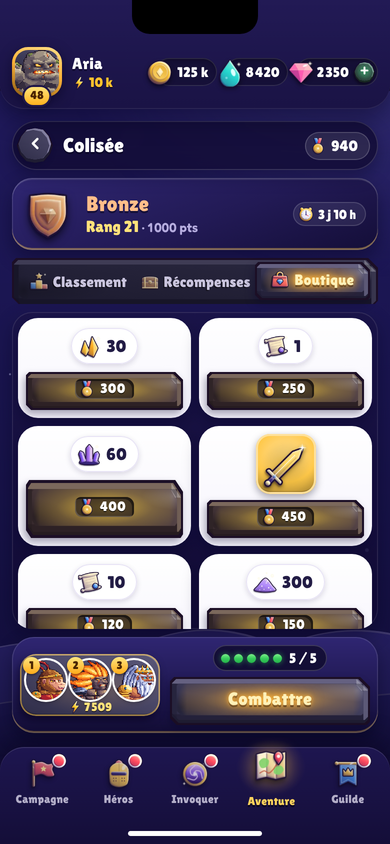 Aria
10 k
48
125 k
8420
2350
Colisée
940
Bronze
Rang 21 · 1000 pts
3 j 10 h
Classement
Récompenses
Boutique
30
1
300
250
60
400
450
10
300
120
150
1
2
3
7509
5 / 5
Combattre
Campagne
Héros
Invoquer
Aventure
Guilde